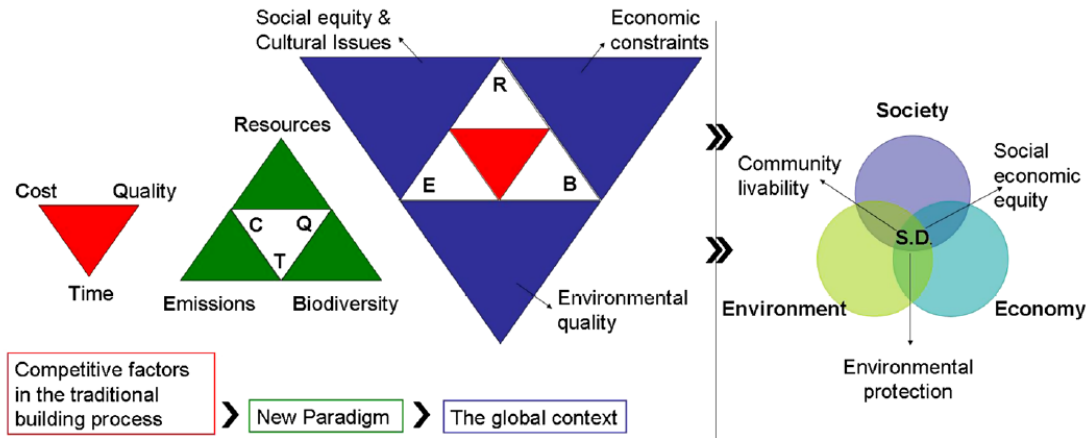 Social equity &
Cultural Issues
Economic
constraints
R
Resources
Cost
Quality
E
B
C
Q
T
Time
Emissions
Biodiversity
Environmental
quality
Competitive factors
in the traditional
building process
New Paradigm
The global context
Society
Community
livability
Social
economic
equity
S.D.
Environment
Economy
Environmental
protection